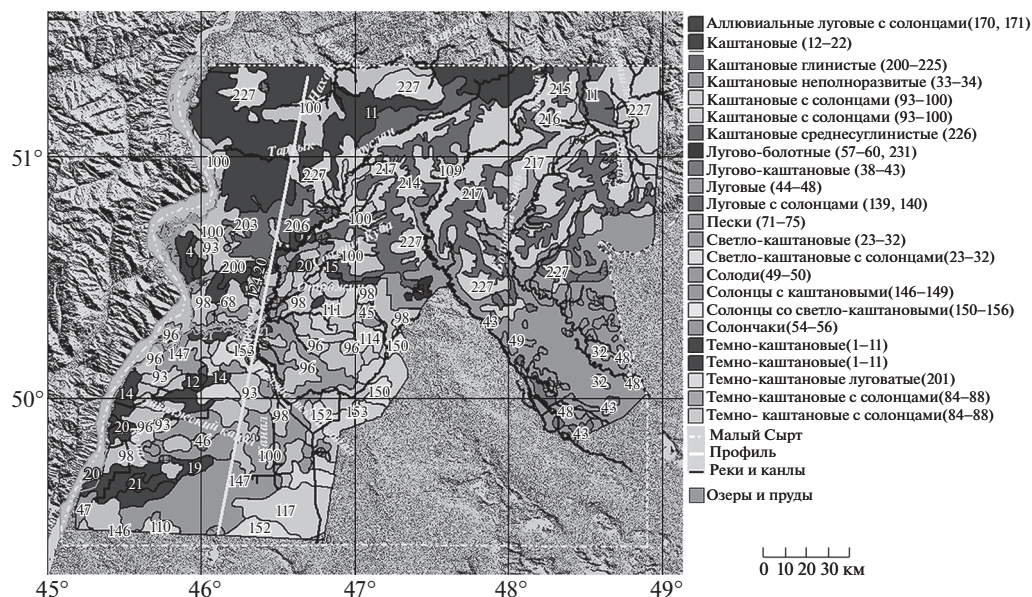 Аллювиальные луговые с солонцами(170, 171)
Каштановые (12–22)
Каштановые глинистые (200–225)
Каштановые неполноразвитые (33–34)
Каштановые с солонцами (93–100)
Каштановые с солонцами (93–100)
Каштановые среднесуглинистые (226)
Лугово-болотные (57–60, 231)
Лугово-каштановые (38–43)
Луговые (44–48)
Луговые с солонцами (139, 140)
Пески (71–75)
Светло-каштановые (23–32)
Светло-каштановые с солонцами(23–32)
Солоди(49–50)
Солонцы с каштановыми(146–149)
Солонцы со светло-каштановыми(150–156)
Солончаки(54–56)
Темно-каштановые(1–11)
Темно-каштановые(1–11)
Темно-каштановые луговатые(201)
Темно-каштановые с солонцами(84–88)
Темно- каштановые с солонцами(84–88)
Малый Сырт
Профиль
Реки и канлы
Озеры и пруды
0 10 20 30 км
51°
50°
45° 46° 47° 48° 49°
227 100 227 11 215 11 227
216
100 227 217 214 109 217
217
100 203 206 100
93 227
4 200 20 15 100 227
227
98 68 98 111 98 45 98 43
96 147 153 96 96 114 150 49
96 93 96 32 48
14 12 14 93 150 32 48
20 96 93 98 152 153 48 43
46 43
98 100
20 19
21 147
47 117
146 110 152